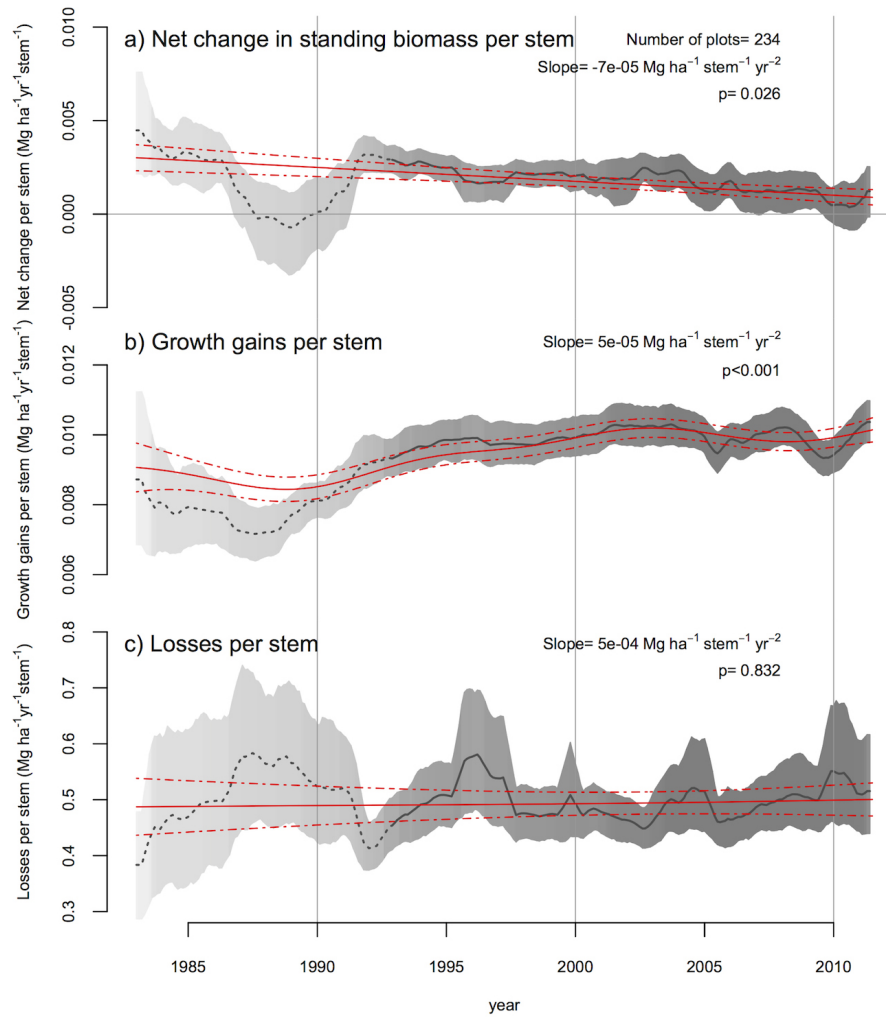 a) Net change in standing biomass per stem
Number of plots= 234
Slope= -7e-05 Mg ha⁻¹ stem⁻¹ yr⁻²
p= 0.026
Net change per stem (Mg ha⁻¹yr⁻¹stem⁻¹)
0.010
0.005
0.000
-0.005
b) Growth gains per stem
Slope= 5e-05 Mg ha⁻¹ stem⁻¹ yr⁻²
p<0.001
Growth gains per stem (Mg ha⁻¹yr⁻¹stem⁻¹)
0.012
0.010
0.008
0.006
c) Losses per stem
Slope= 5e-04 Mg ha⁻¹ stem⁻¹ yr⁻²
p= 0.832
Losses per stem (Mg ha⁻¹yr⁻¹stem⁻¹)
0.8
0.7
0.6
0.5
0.4
0.3
1985 1990 1995 2000 2005 2010
year